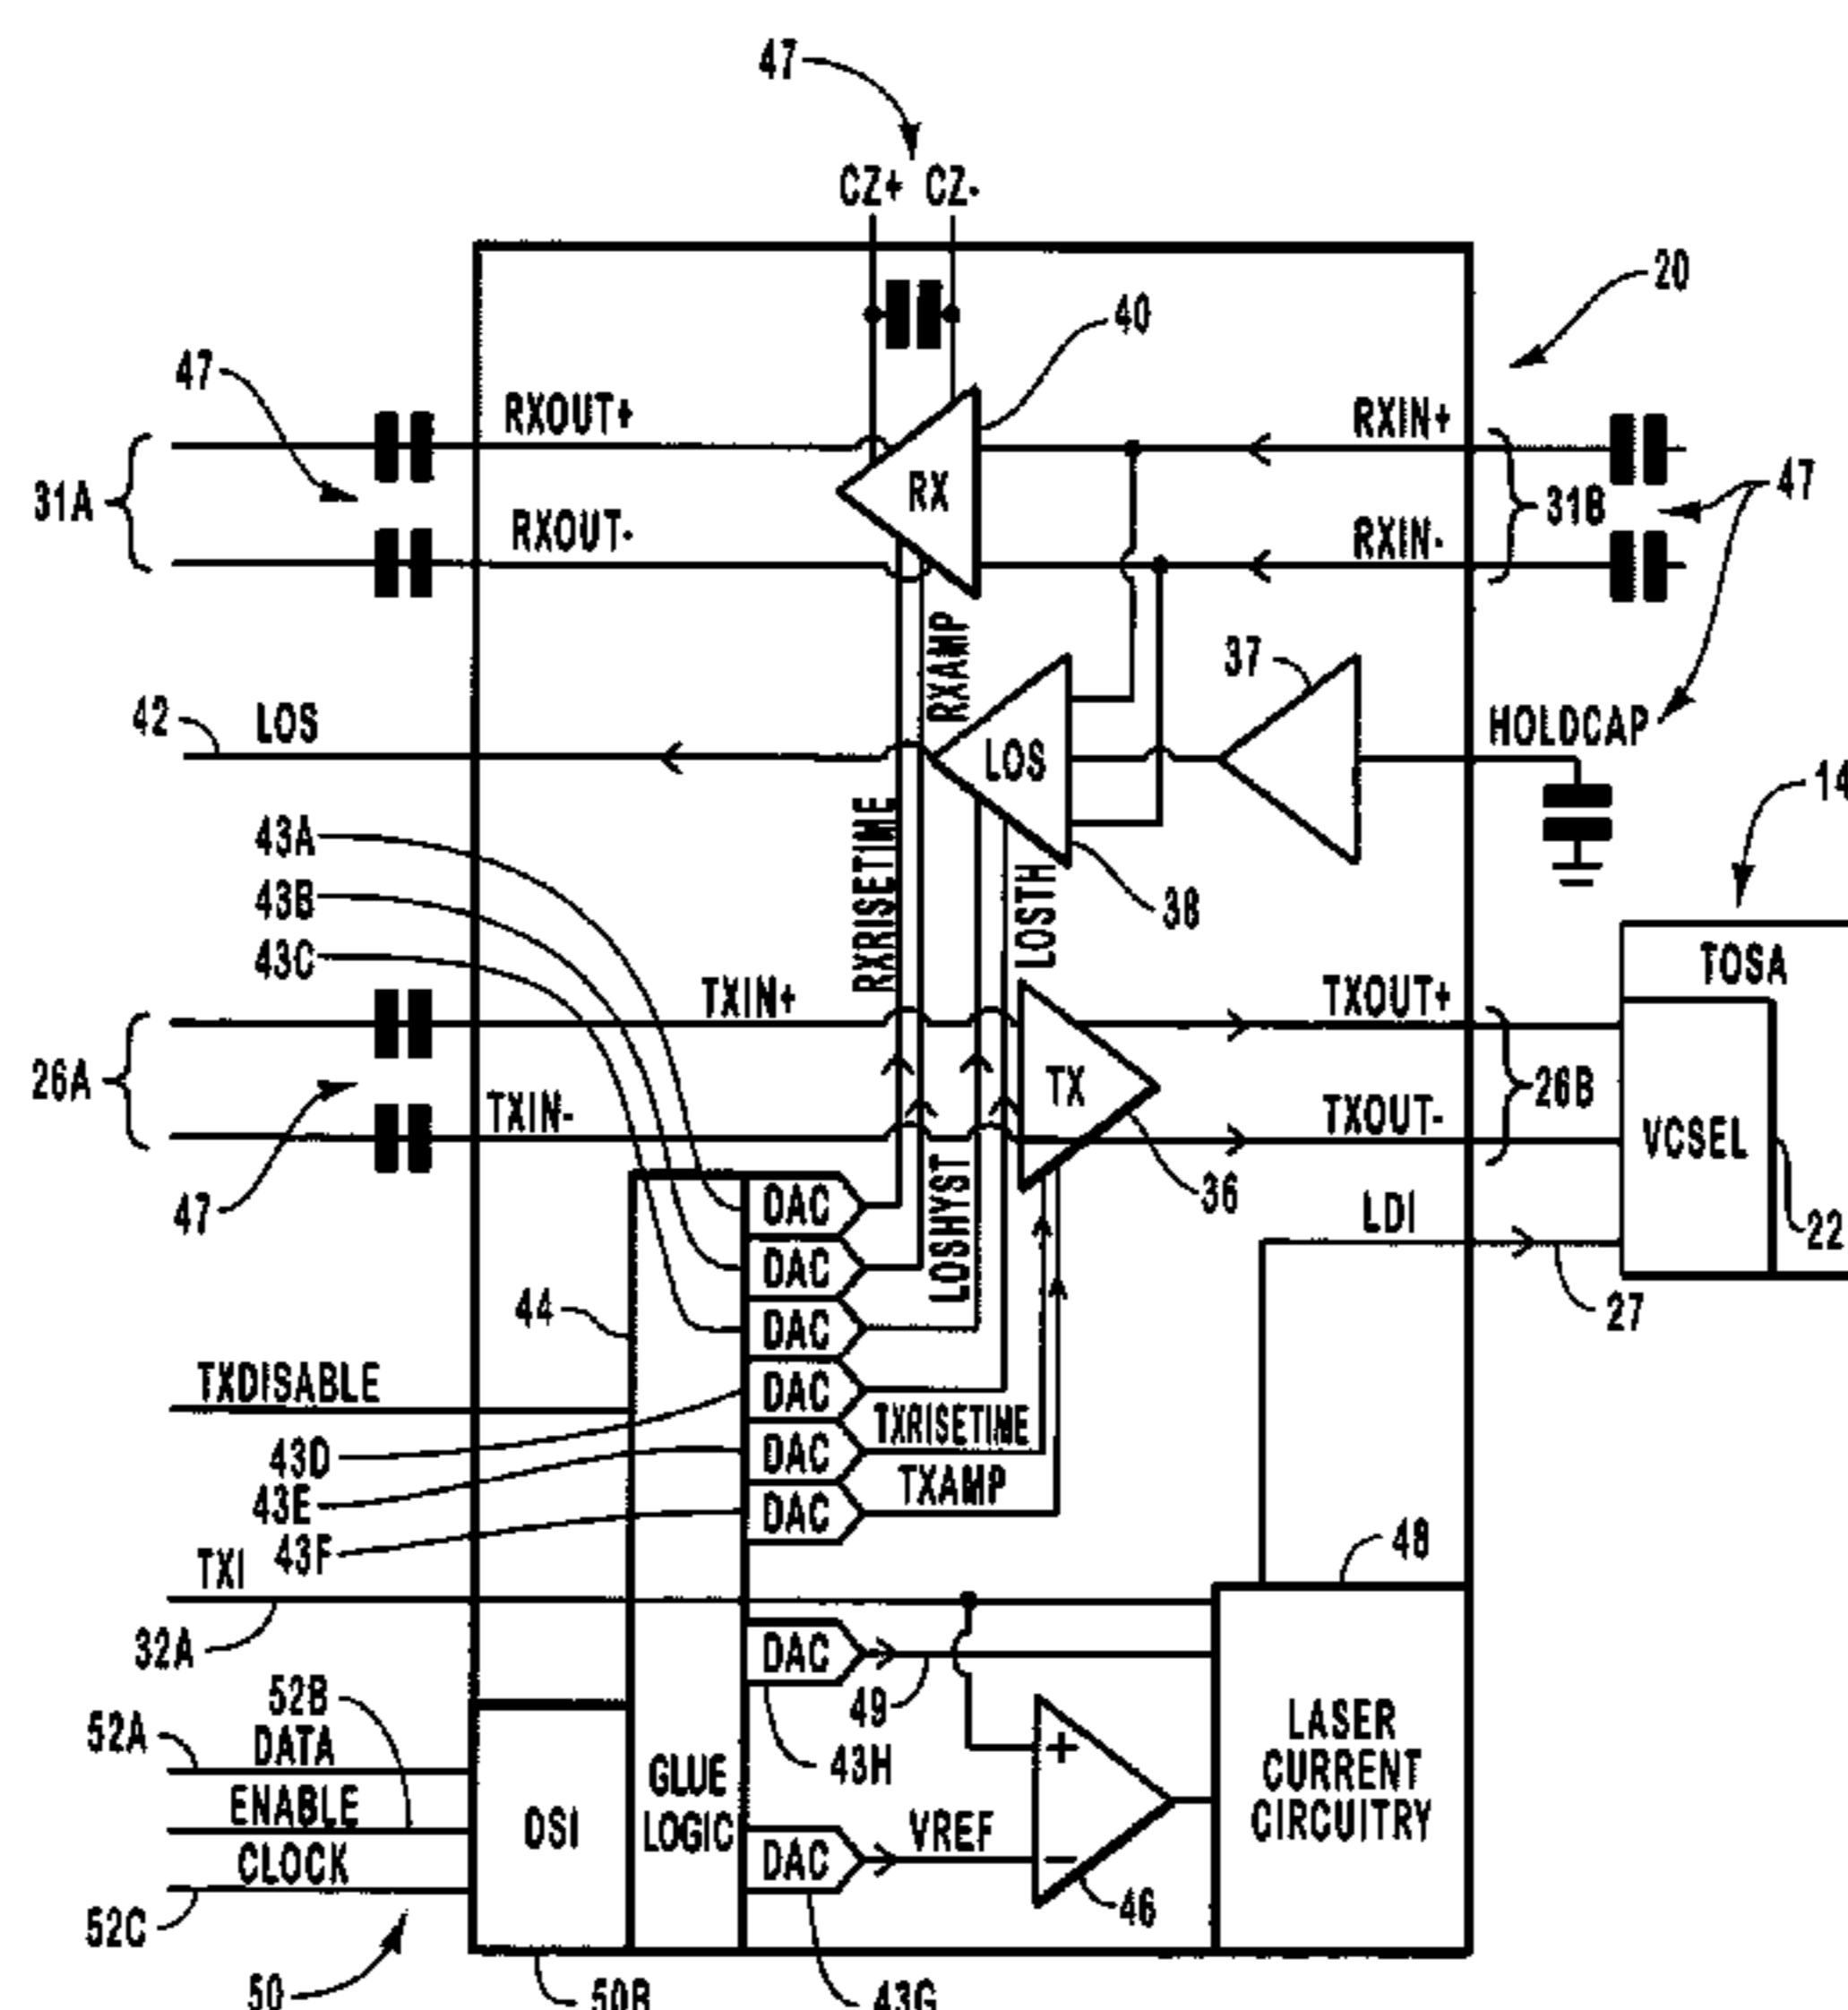 47
CZ+ CZ-
20
40
47
RXOUT+
RXIN+
31A
RX
31B
47
RXOUT-
RXIN-
RXAMP
37
42
LOS
LOS
HOLDCAP
14
RXRISETIME
43A
43B
38
LOSTH
43C
TOSA
TXIN+
TXOUT+
26A
TX
26B
TXIN-
TXOUT-
VCSEL
47
LOSHYST
36
DAC
LDI
22
DAC
44
27
DAC
TXDISABLE
DAC
TXRISETIME
43D
DAC
43E
TXAMP
DAC
43F
48
TXI
32A
DAC
52B
49
52A
DATA
LASER
CURRENT
CIRCUITRY
43H
+
GLUE
LOGIC
ENABLE
DSI
VREF
DAC
−
CLOCK
46
52C
50
50B
43G